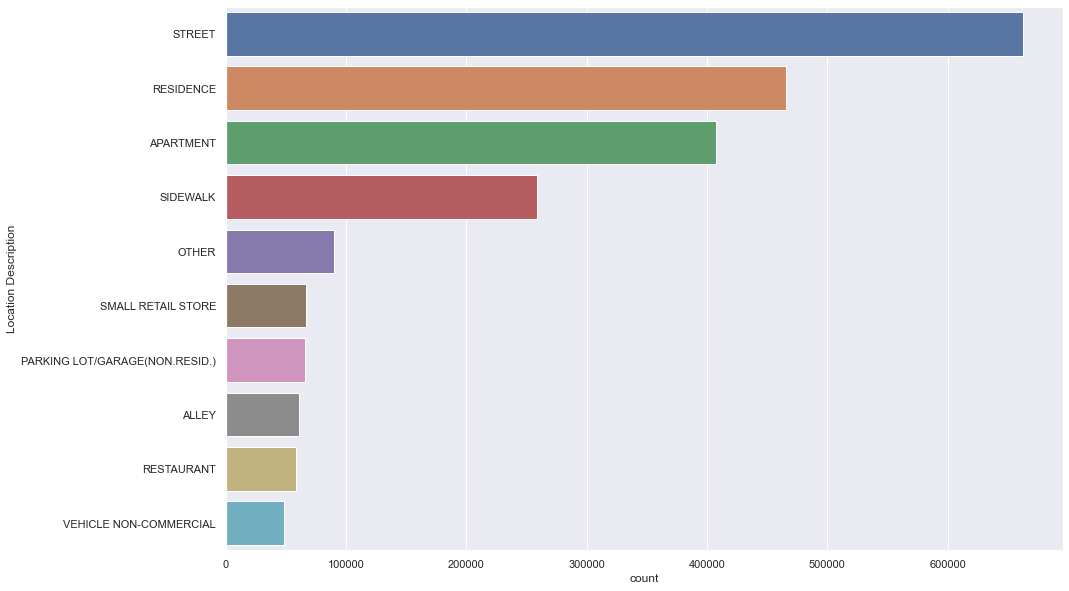 STREET
RESIDENCE
APARTMENT
SIDEWALK
OTHER
SMALL RETAIL STORE
PARKING LOT/GARAGE(NON.RESID.)
ALLEY
RESTAURANT
VEHICLE NON-COMMERCIAL
Location Description
0 100000 200000 300000 400000 500000 600000
count